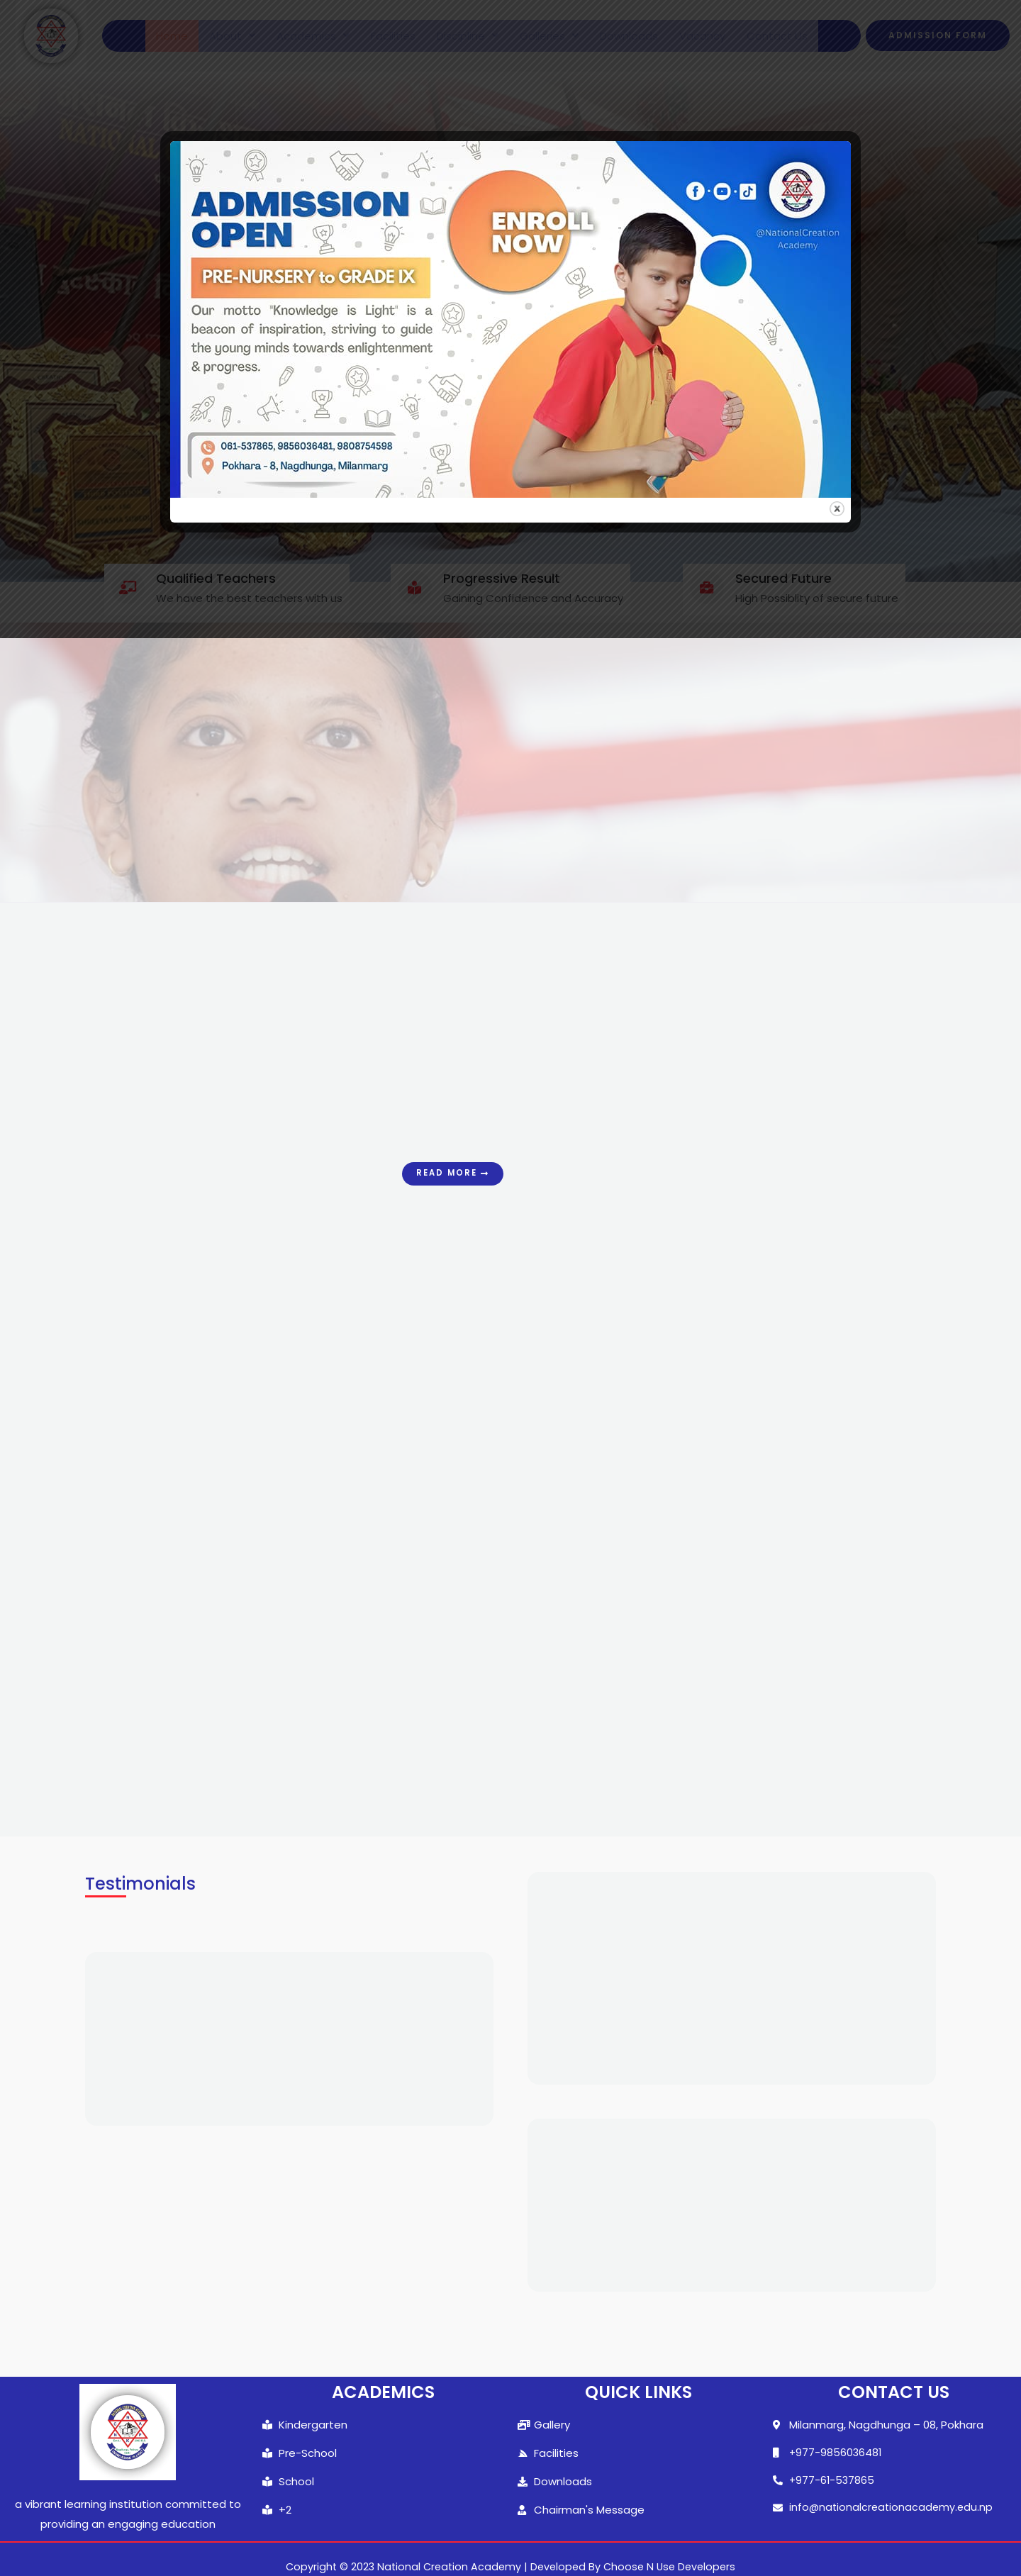 ADMISSION FORM
ADMISSION
OPEN
ENROLL
NOW
@NationalCreation
Academy
PRE-NURSERY to GRADE IX
Our motto "Knowledge is Light" is a
beacon of inspiration, striving to guide
the young minds towards enlightenment
& progress.
061-537865, 9856036481, 9808754598
Pokhara - 8, Nagdhunga, Milanmarg
X
Qualified Teachers
We have the best teachers with us
Progressive Result
Gaining Confidence and Accuracy
Secured Future
High Possiblity of secure future
READ MORE
Testimonials
a vibrant learning institution committed to
providing an engaging education
ACADEMICS
Kindergarten
Pre-School
School
+2
QUICK LINKS
Gallery
Facilities
Downloads
Chairman's Message
CONTACT US
Milanmarg, Nagdhunga – 08, Pokhara
+977-9856036481
+977-61-537865
info@nationalcreationacademy.edu.np
Copyright © 2023 National Creation Academy | Developed By Choose N Use Developers